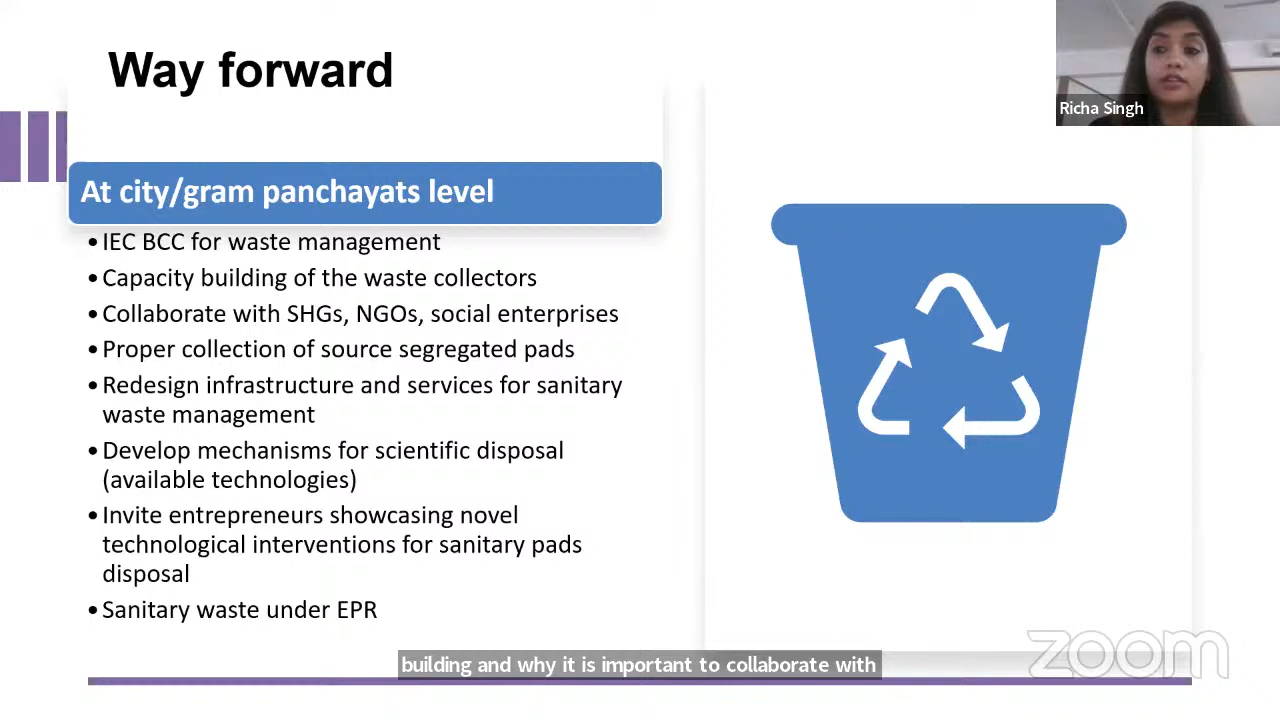 Way forward
Richa Singh
At city/gram panchayats level
•IEC BCC for waste management
•Capacity building of the waste collectors
•Collaborate with SHGs, NGOs, social enterprises
•Proper collection of source segregated pads
•Redesign infrastructure and services for sanitary
waste management
•Develop mechanisms for scientific disposal
(available technologies)
•Invite entrepreneurs showcasing novel
technological interventions for sanitary pads
disposal
•Sanitary waste under EPR
building and why it is important to collaborate with
zoom